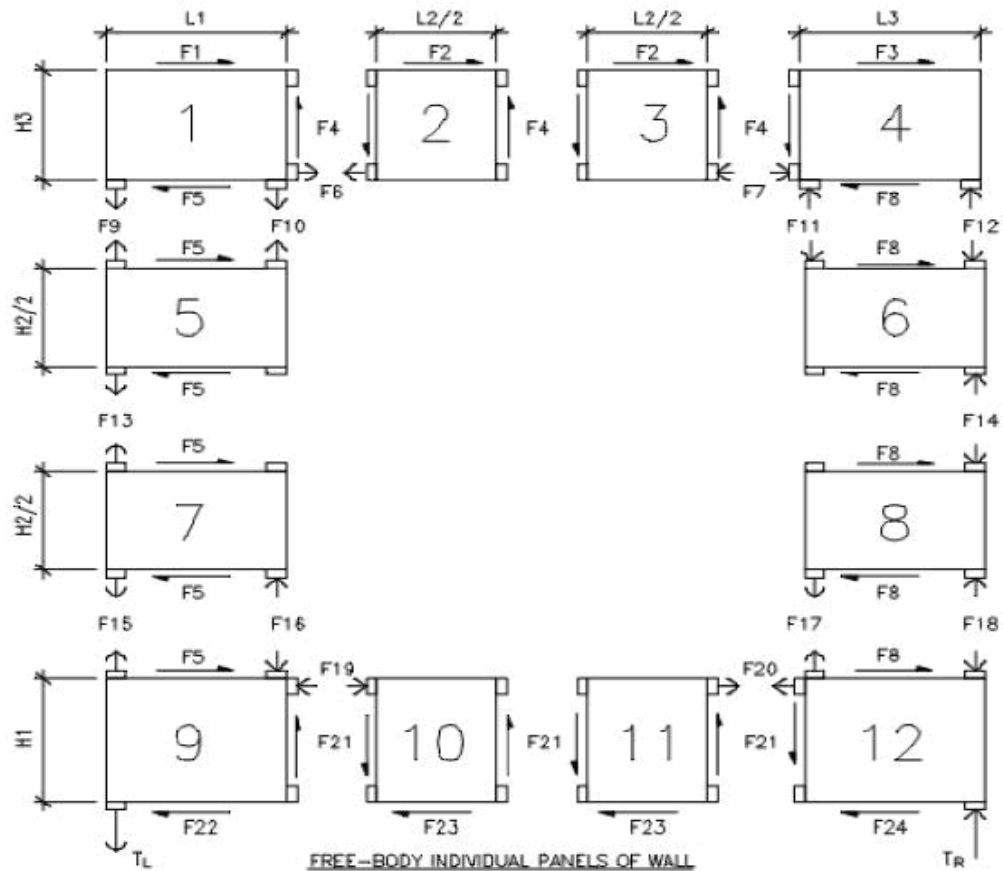 L1 L2/2 L2/2 L3
F1 F2 F2 F3
H3 1 F4 2 F4 3 F4 4
F5 F6 F7 F8
F9 F10 F11 F12
F5 F8
H2/2 5 6
F5 F8
F13 F14
F5 F8
H2/2 7 8
F5 F8
F15 F16 F17 F18
F5 F19 F20 F8
H1 9 F21 10 F21 11 F21 12
F22 F23 F23 F24
TL FREE-BODY INDIVIDUAL PANELS OF WALL TR